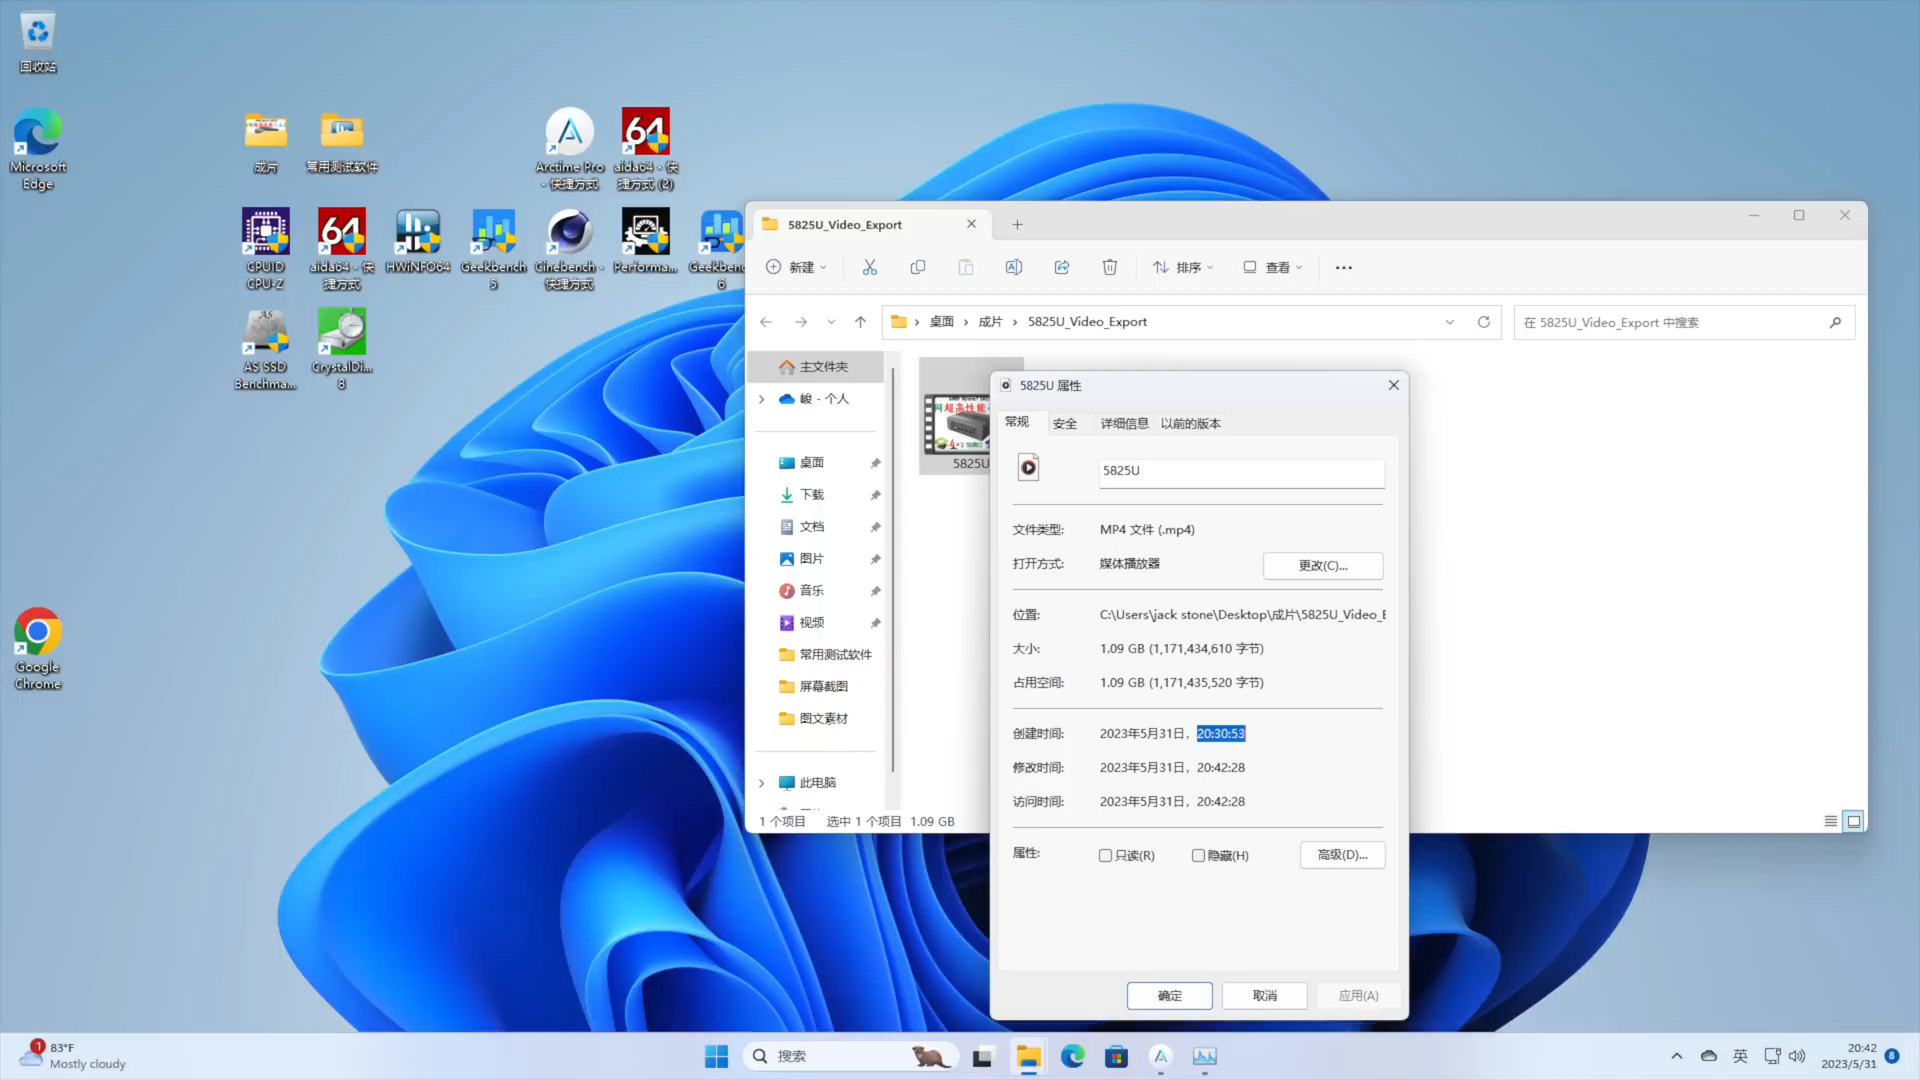 回收站
Microsoft
Edge
成片
常用测试软件
Arctime Pro
- 快捷方式
aida64 - 快
捷方式 (2)
CPUID
CPU-Z
aida64 - 快
捷方式
HWiNFO64
Geekbench
5
Cinebench -
快捷方式
Performa...
Geekbenc
6
AS SSD
Benchma...
CrystalDi...
8
Google
Chrome
5825U_Video_Export
新建
排序
查看
桌面 › 成片 › 5825U_Video_Export
在 5825U_Video_Export 中搜索
主文件夹
峻 - 个人
桌面
下载
文档
图片
音乐
视频
常用测试软件
屏幕截图
图文素材
此电脑
超高性能
5825U
1 个项目 选中 1 个项目 1.09 GB
5825U 属性
常规 安全 详细信息 以前的版本
5825U
文件类型: MP4 文件 (.mp4)
打开方式: 媒体播放器 更改(C)...
位置: C:\Users\jack stone\Desktop\成片\5825U_Video_E
大小: 1.09 GB (1,171,434,610 字节)
占用空间: 1.09 GB (1,171,435,520 字节)
创建时间: 2023年5月31日，20:30:53
修改时间: 2023年5月31日，20:42:28
访问时间: 2023年5月31日，20:42:28
属性: 只读(R) 隐藏(H) 高级(D)...
确定 取消 应用(A)
1
83°F
Mostly cloudy
搜索
英
20:42
2023/5/31
8